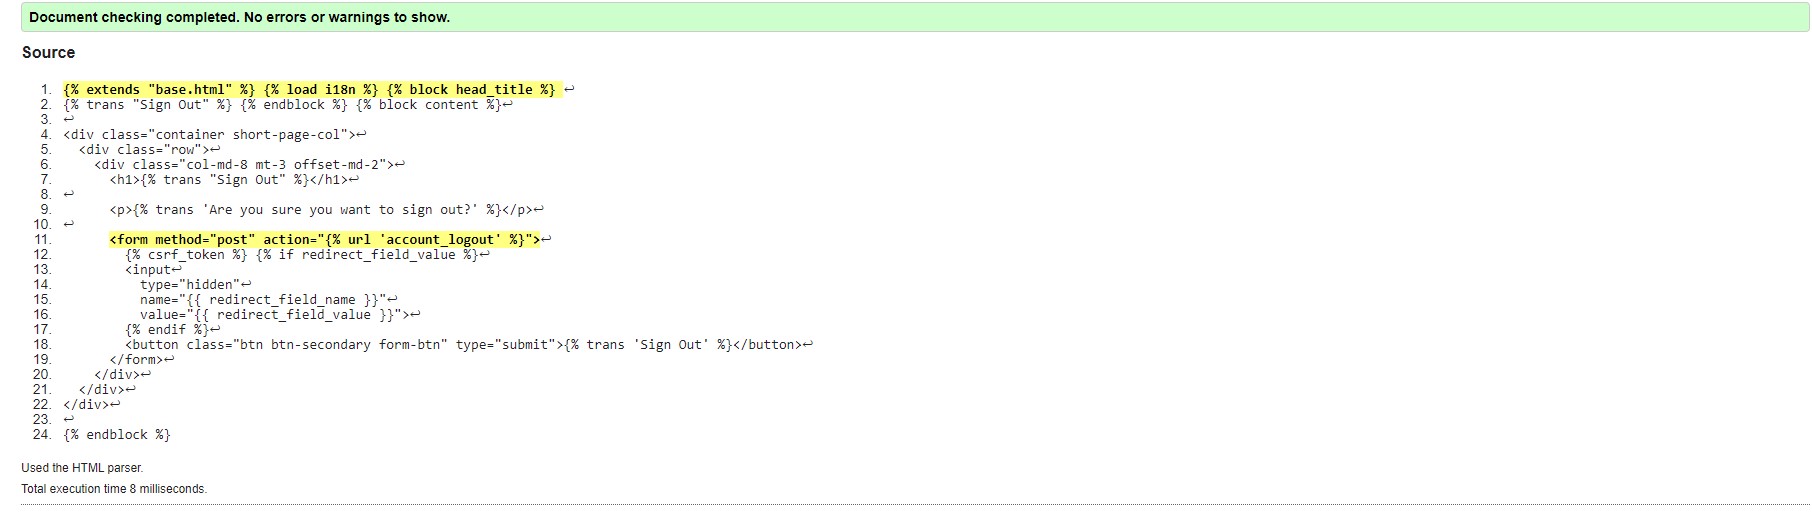 Document checking completed. No errors or warnings to show.
Source
1. {% extends "base.html" %} {% load i18n %} {% block head_title %} ↩
2. {% trans "Sign Out" %} {% endblock %} {% block content %}↩
3. ↩
4. <div class="container short-page-col">↩
5.   <div class="row">↩
6.     <div class="col-md-8 mt-3 offset-md-2">↩
7.       <h1>{% trans "Sign Out" %}</h1>↩
8. ↩
9.       <p>{% trans 'Are you sure you want to sign out?' %}</p>↩
10. ↩
11.       <form method="post" action="{% url 'account_logout' %}">↩
12.         {% csrf_token %} {% if redirect_field_value %}↩
13.         <input↩
14.           type="hidden"↩
15.           name="{{ redirect_field_name }}"↩
16.           value="{{ redirect_field_value }}">↩
17.         {% endif %}↩
18.         <button class="btn btn-secondary form-btn" type="submit">{% trans 'Sign Out' %}</button>↩
19.       </form>↩
20.     </div>↩
21.   </div>↩
22. </div>↩
23. ↩
24. {% endblock %}
Used the HTML parser.
Total execution time 8 milliseconds.